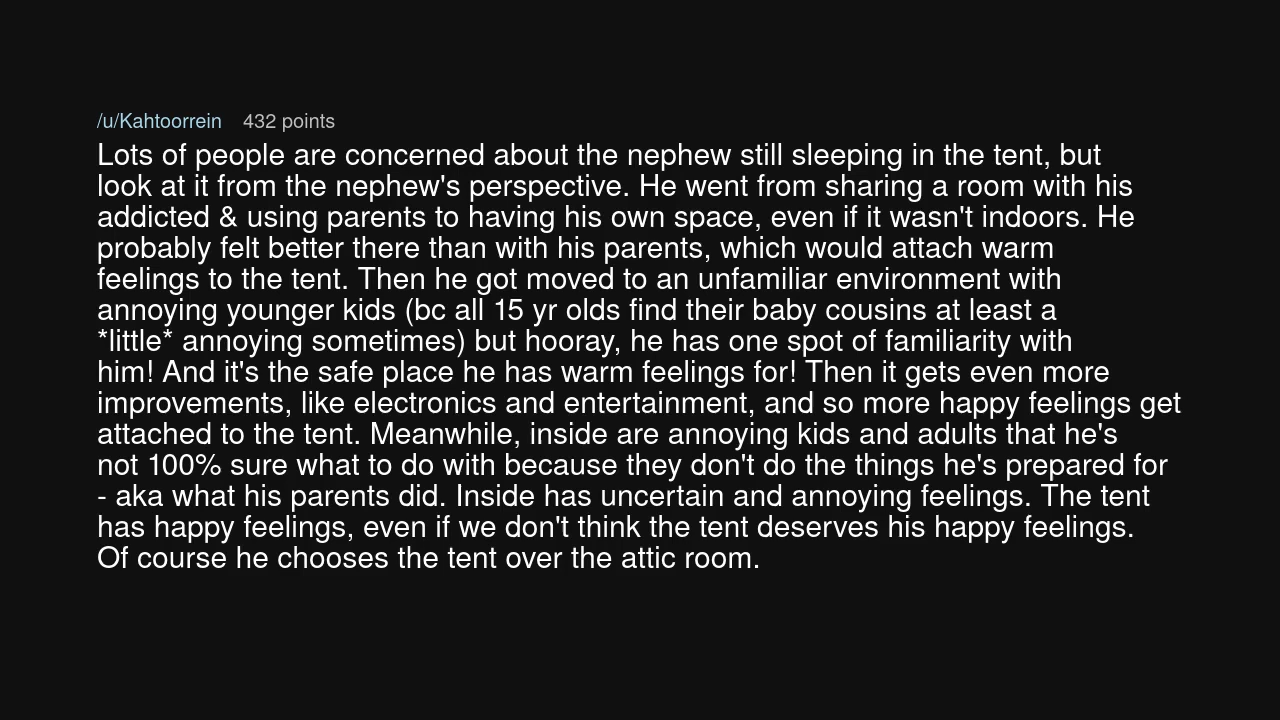 /u/Kahtoorrein 432 points
Lots of people are concerned about the nephew still sleeping in the tent, but
look at it from the nephew's perspective. He went from sharing a room with his
addicted & using parents to having his own space, even if it wasn't indoors. He
probably felt better there than with his parents, which would attach warm
feelings to the tent. Then he got moved to an unfamiliar environment with
annoying younger kids (bc all 15 yr olds find their baby cousins at least a
*little* annoying sometimes) but hooray, he has one spot of familiarity with
him! And it's the safe place he has warm feelings for! Then it gets even more
improvements, like electronics and entertainment, and so more happy feelings get
attached to the tent. Meanwhile, inside are annoying kids and adults that he's
not 100% sure what to do with because they don't do the things he's prepared for
- aka what his parents did. Inside has uncertain and annoying feelings. The tent
has happy feelings, even if we don't think the tent deserves his happy feelings.
Of course he chooses the tent over the attic room.